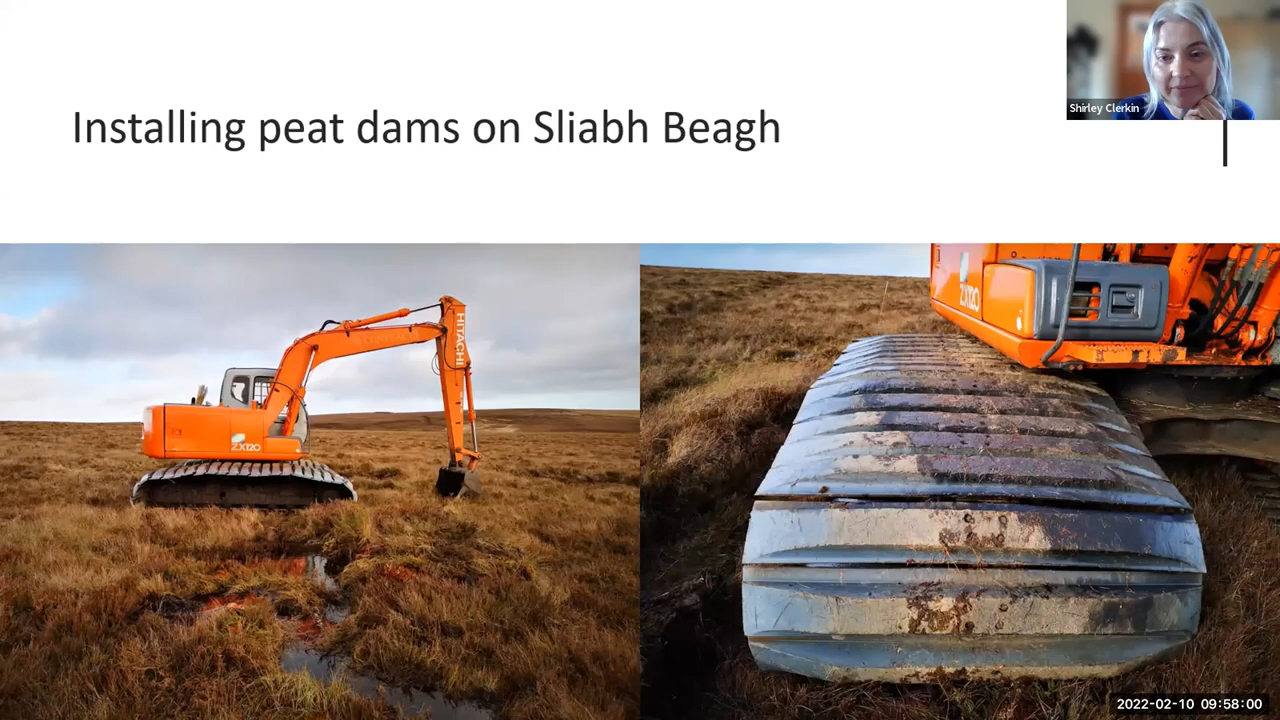 Installing peat dams on Sliabh Beagh
Shirley Clerkin
HITACHI
ZX120
ZX120
2022-02-10 09:58:00